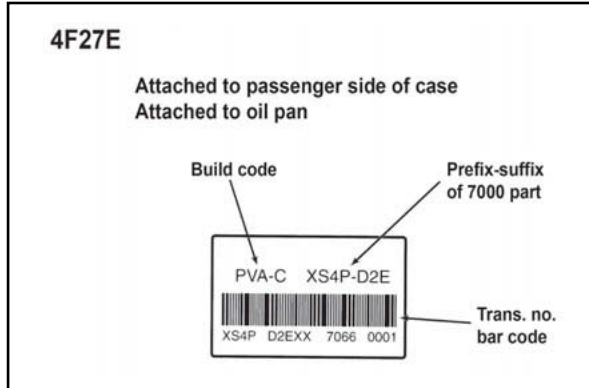 4F27E
Attached to passenger side of case
Attached to oil pan
Build code
Prefix-suffix
of 7000 part
PVA-C XS4P-D2E
XS4P D2EXX 7066 0001
Trans. no.
bar code